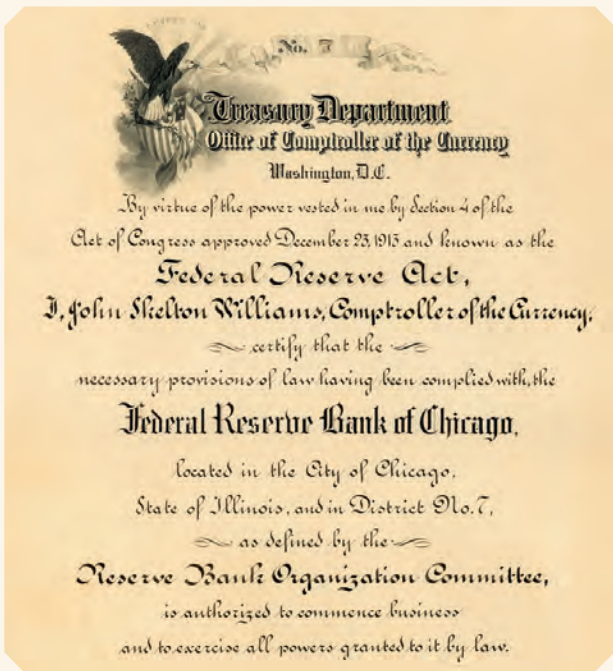 No. 7
Treasury Department
Office of Comptroller of the Currency
Washington, D.C.
By virtue of the power vested in me by Section 4 of the
Act of Congress approved December 23, 1913 and known as the
Federal Reserve Act,
I, John Skelton Williams, Comptroller of the Currency,
certify that the
necessary provisions of law having been complied with, the
Federal Reserve Bank of Chicago,
located in the City of Chicago,
State of Illinois, and in District No. 7,
as defined by the
Reserve Bank Organization Committee,
is authorized to commence business
and to exercise all powers granted to it by law.